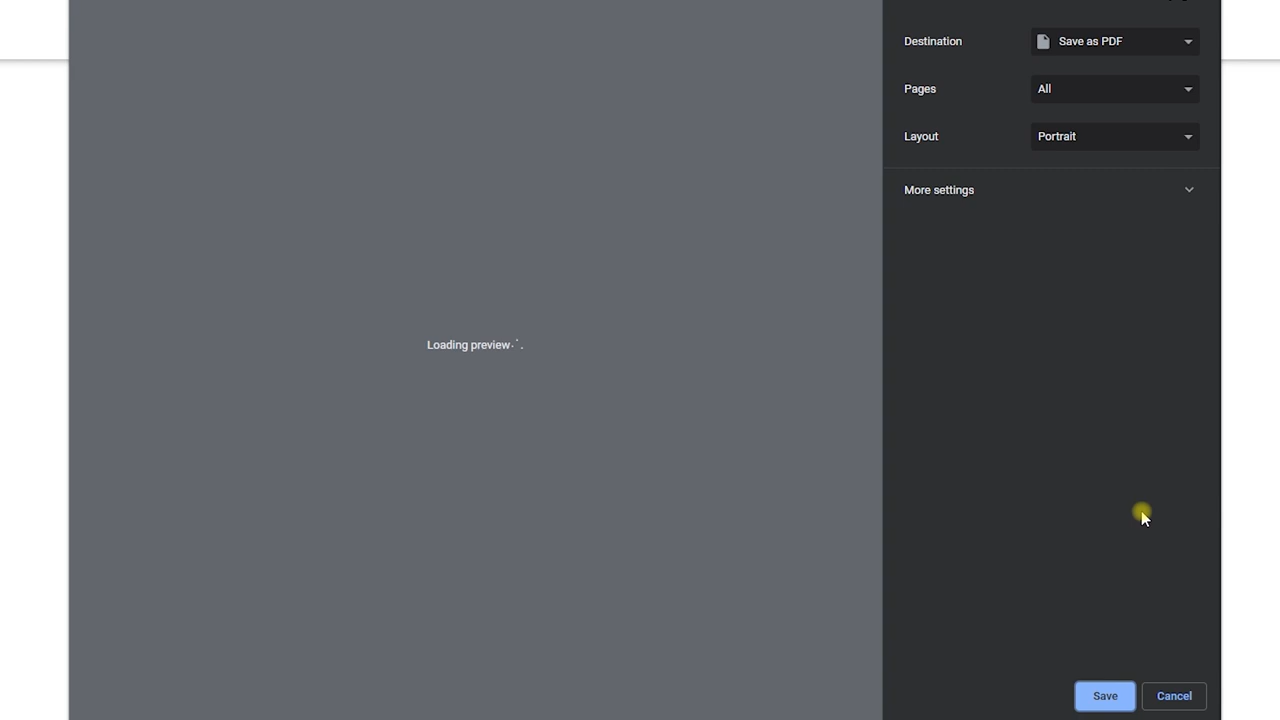 Destination
Save as PDF
Pages
All
Layout
Portrait
More settings
Loading preview
Save
Cancel